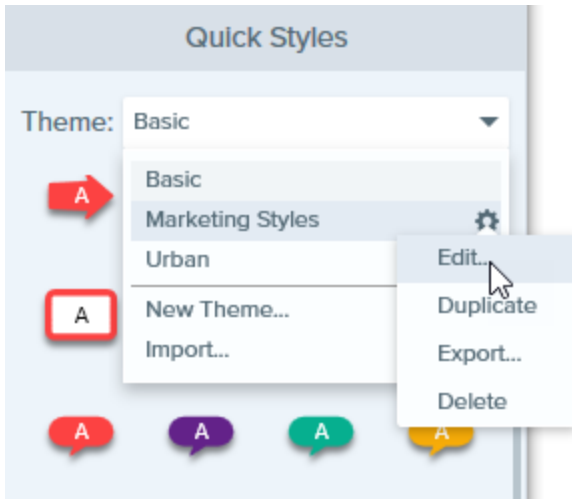 Quick Styles
Theme: Basic
A
Basic
Marketing Styles
Urban
Edit...
A
New Theme...
Duplicate
Import...
Export...
Delete
A A A A